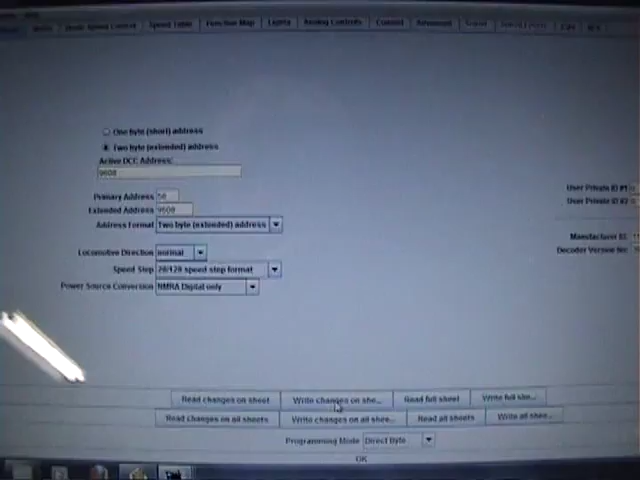 Speed Table Function Map Lights Analog Controls Consist Advanced
One byte (short) address
Two byte (extended) address
Active DCC Address:
9608
Primary Address
Extended Address 9608
Address Format Two byte (extended) address
Locomotive Direction normal
Speed Step 28/128 speed step format
Power Source Conversion NMRA Digital only
User Private ID #1
User Private ID #2
Manufacturer ID:
Decoder Version No:
Read changes on sheet Write changes on she... Read full sheet Write full she...
Read changes on all sheets Write changes on all shee... Read all sheets Write all shee...
Programming Mode Direct Byte
OK